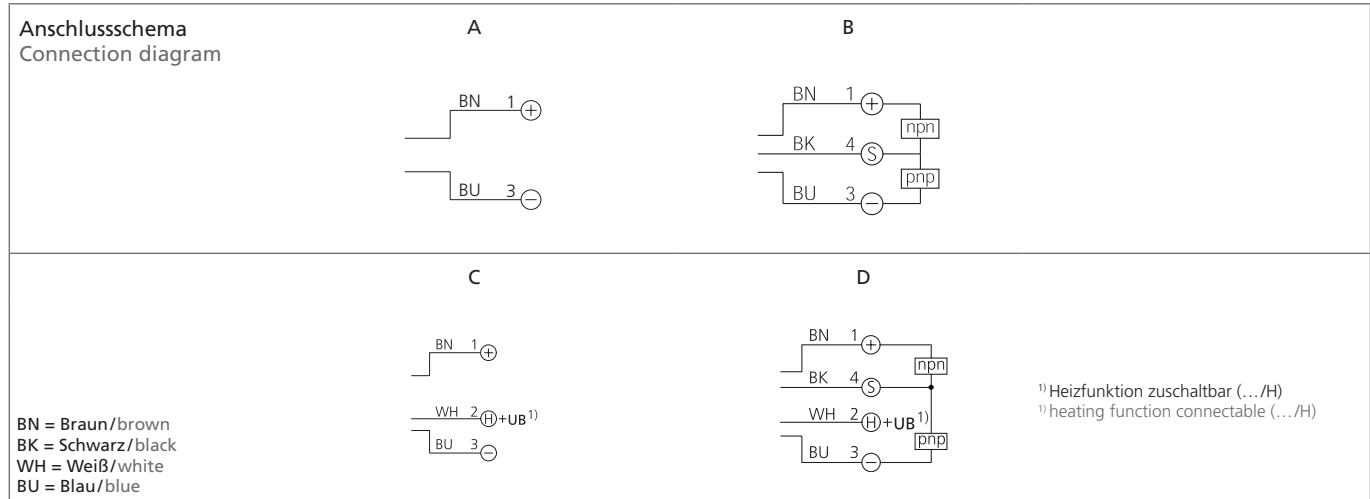 Anschlussschema
Connection diagram
A
BN 1 +
BU 3 −
B
BN 1 +
npn
BK 4 S
pnp
BU 3 −
C
BN 1 +
WH 2 H +UB 1)
BU 3 −
D
BN 1 +
npn
BK 4 S
WH 2 H +UB 1)
pnp
BU 3 −
1) Heizfunktion zuschaltbar (…/H)
1) heating function connectable (…/H)
BN = Braun/brown
BK = Schwarz/black
WH = Weiß/white
BU = Blau/blue